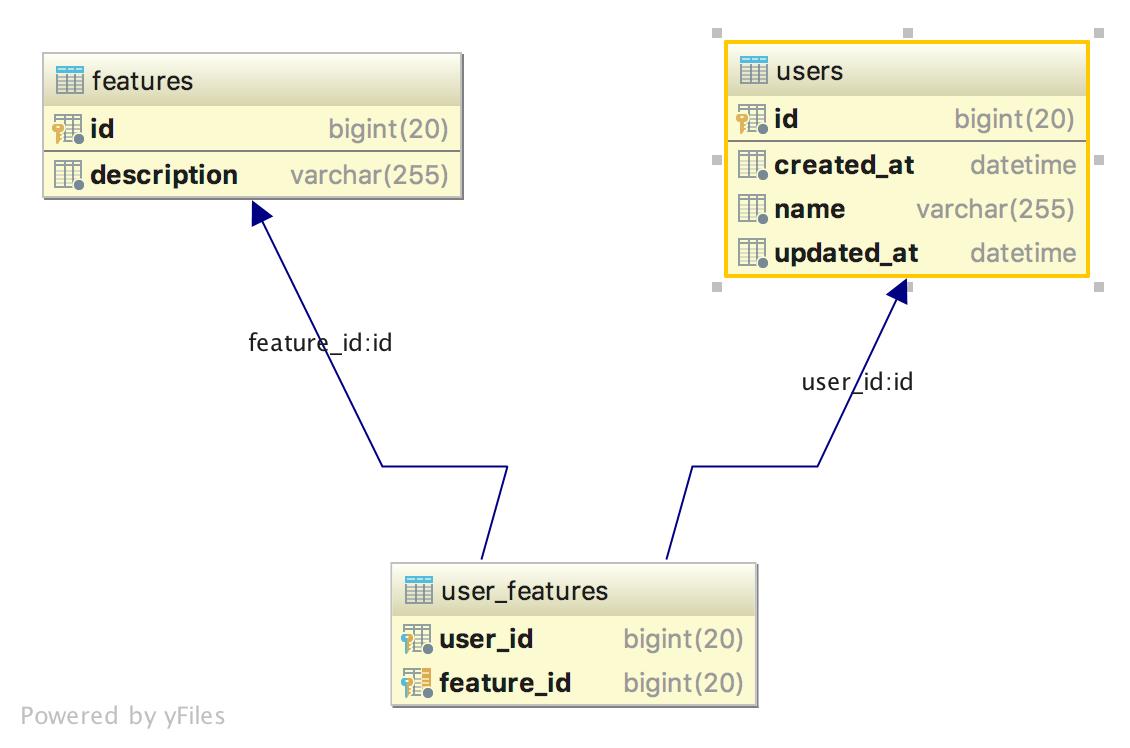 features
id bigint(20)
description varchar(255)
users
id bigint(20)
created_at datetime
name varchar(255)
updated_at datetime
feature_id:id
user_id:id
user_features
user_id bigint(20)
feature_id bigint(20)
Powered by yFiles